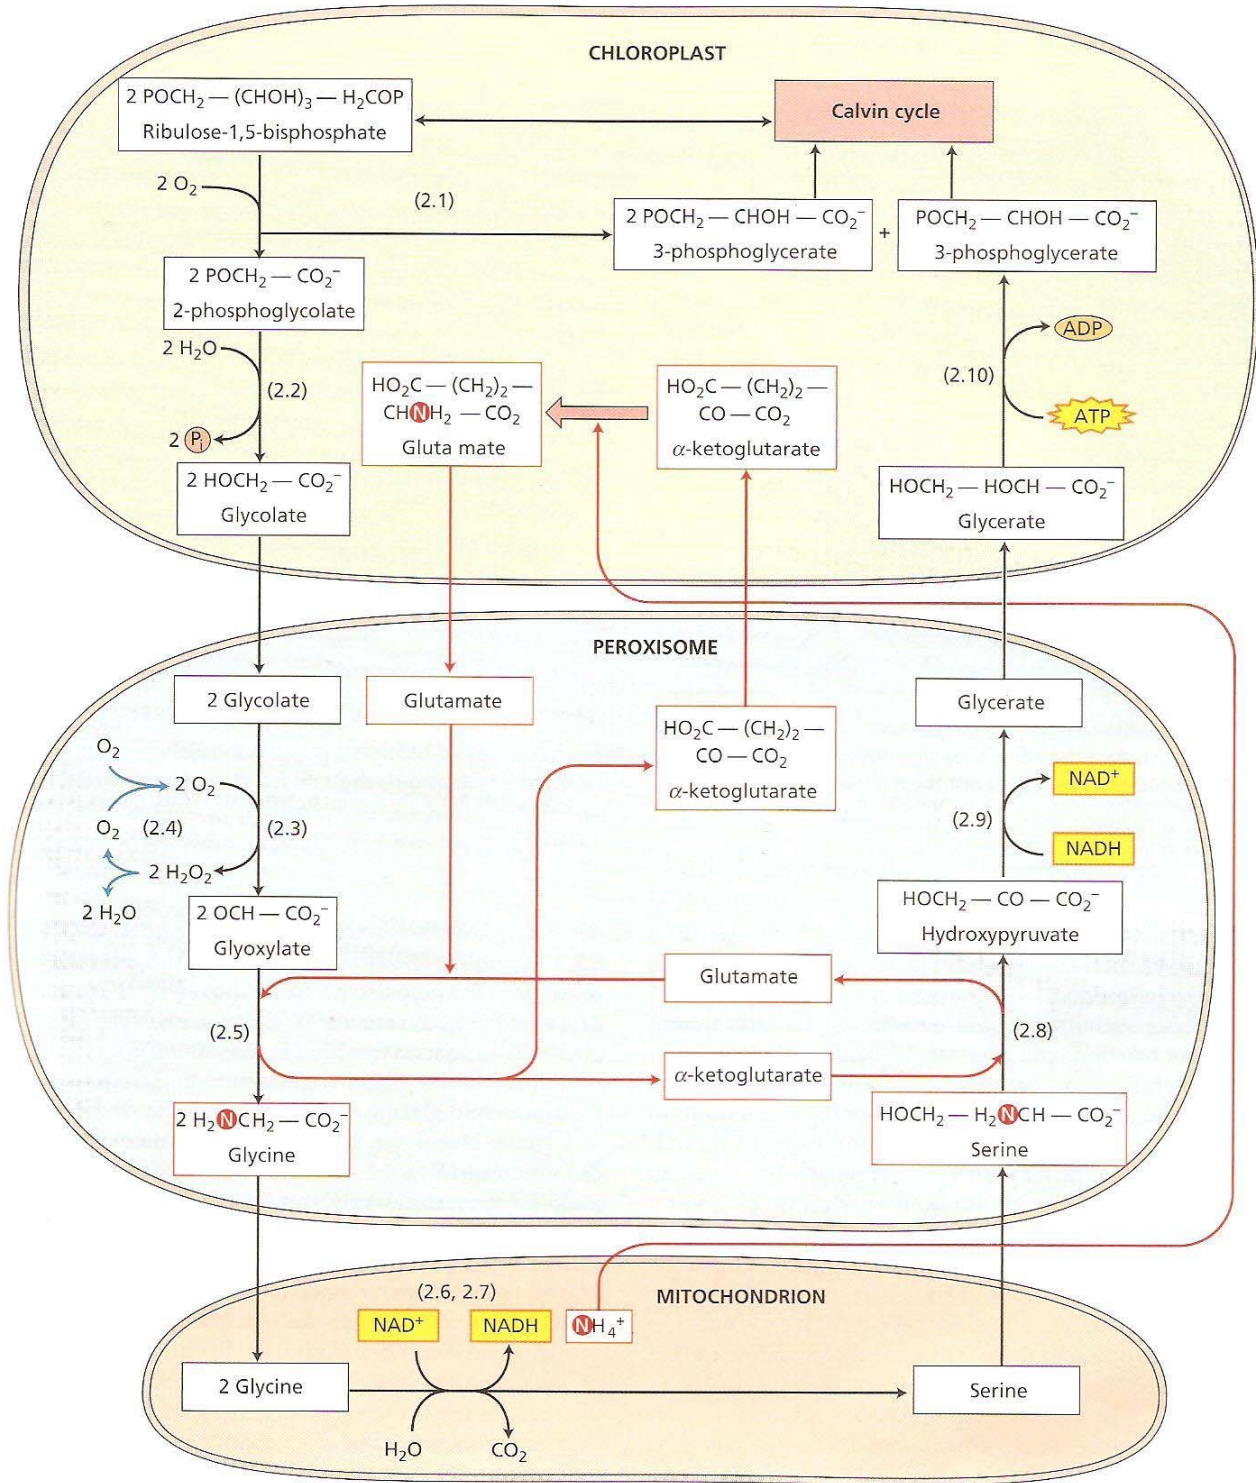 CHLOROPLAST
2 POCH₂ — (CHOH)₃ — H₂COP
Ribulose-1,5-bisphosphate
Calvin cycle
2 O₂
(2.1)
2 POCH₂ — CHOH — CO₂⁻
3-phosphoglycerate
+
POCH₂ — CHOH — CO₂⁻
3-phosphoglycerate
2 POCH₂ — CO₂⁻
2-phosphoglycolate
2 H₂O
(2.2)
2 Pᵢ
HO₂C — (CH₂)₂ —
CHNH₂ — CO₂
Gluta mate
HO₂C — (CH₂)₂ —
CO — CO₂
α-ketoglutarate
ADP
(2.10)
ATP
2 HOCH₂ — CO₂⁻
Glycolate
HOCH₂ — HOCH — CO₂⁻
Glycerate
PEROXISOME
2 Glycolate
Glutamate
HO₂C — (CH₂)₂ —
CO — CO₂
α-ketoglutarate
Glycerate
O₂
2 O₂
O₂
(2.4)
(2.3)
2 H₂O₂
2 H₂O
NAD⁺
(2.9)
NADH
2 OCH — CO₂⁻
Glyoxylate
HOCH₂ — CO — CO₂⁻
Hydroxypyruvate
Glutamate
(2.5)
(2.8)
α-ketoglutarate
2 H₂NCH₂ — CO₂⁻
Glycine
HOCH₂ — H₂NCH — CO₂⁻
Serine
MITOCHONDRION
(2.6, 2.7)
NAD⁺
NADH
NH₄⁺
2 Glycine
Serine
H₂O
CO₂